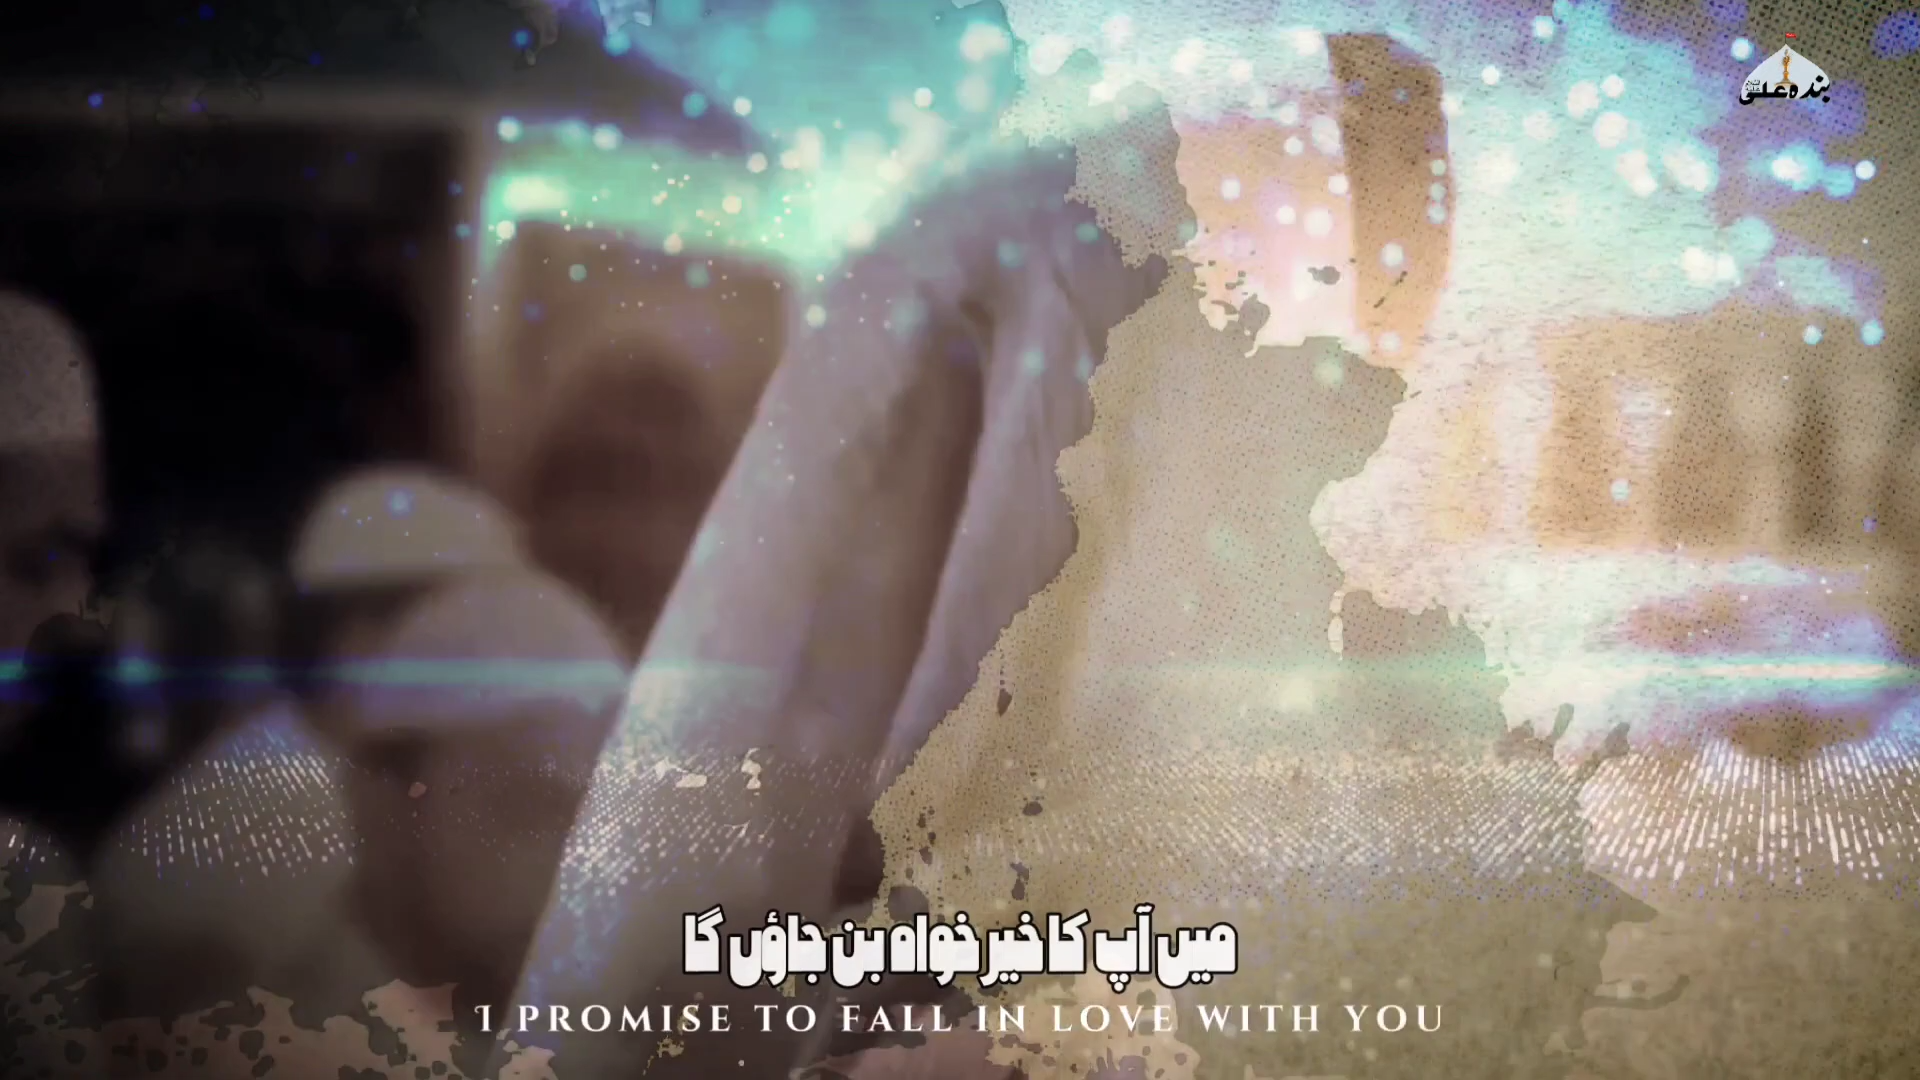 بندہ علی
میں آپ کا خیر خواہ بن جاؤں گا
I PROMISE TO FALL IN LOVE WITH YOU